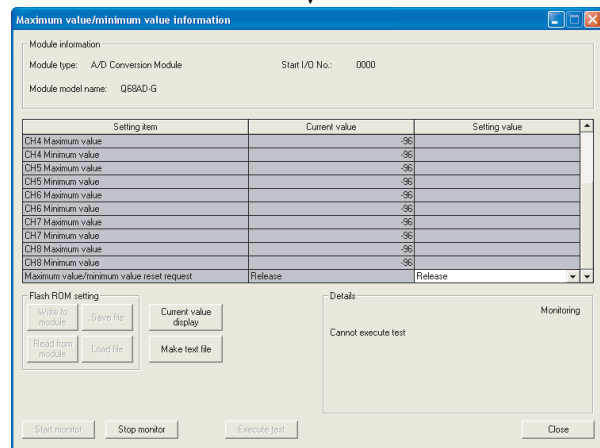 Maximum value/minimum value information
Module information
Module type: A/D Conversion Module Start I/O No.: 0000
Module model name: Q68AD-G
Setting item Current value Setting value
CH4 Maximum value -96
CH4 Minimum value -96
CH5 Maximum value -96
CH5 Minimum value -96
CH6 Maximum value -96
CH6 Minimum value -96
CH7 Maximum value -96
CH7 Minimum value -96
CH8 Maximum value -96
CH8 Minimum value -96
Maximum value/minimum value reset request Release Release
Flash ROM setting
Write to
module
Save file
Current value
display
Read from
module
Load file
Make text file
Details
Monitoring
Cannot execute test
Start monitor Stop monitor Execute test Close